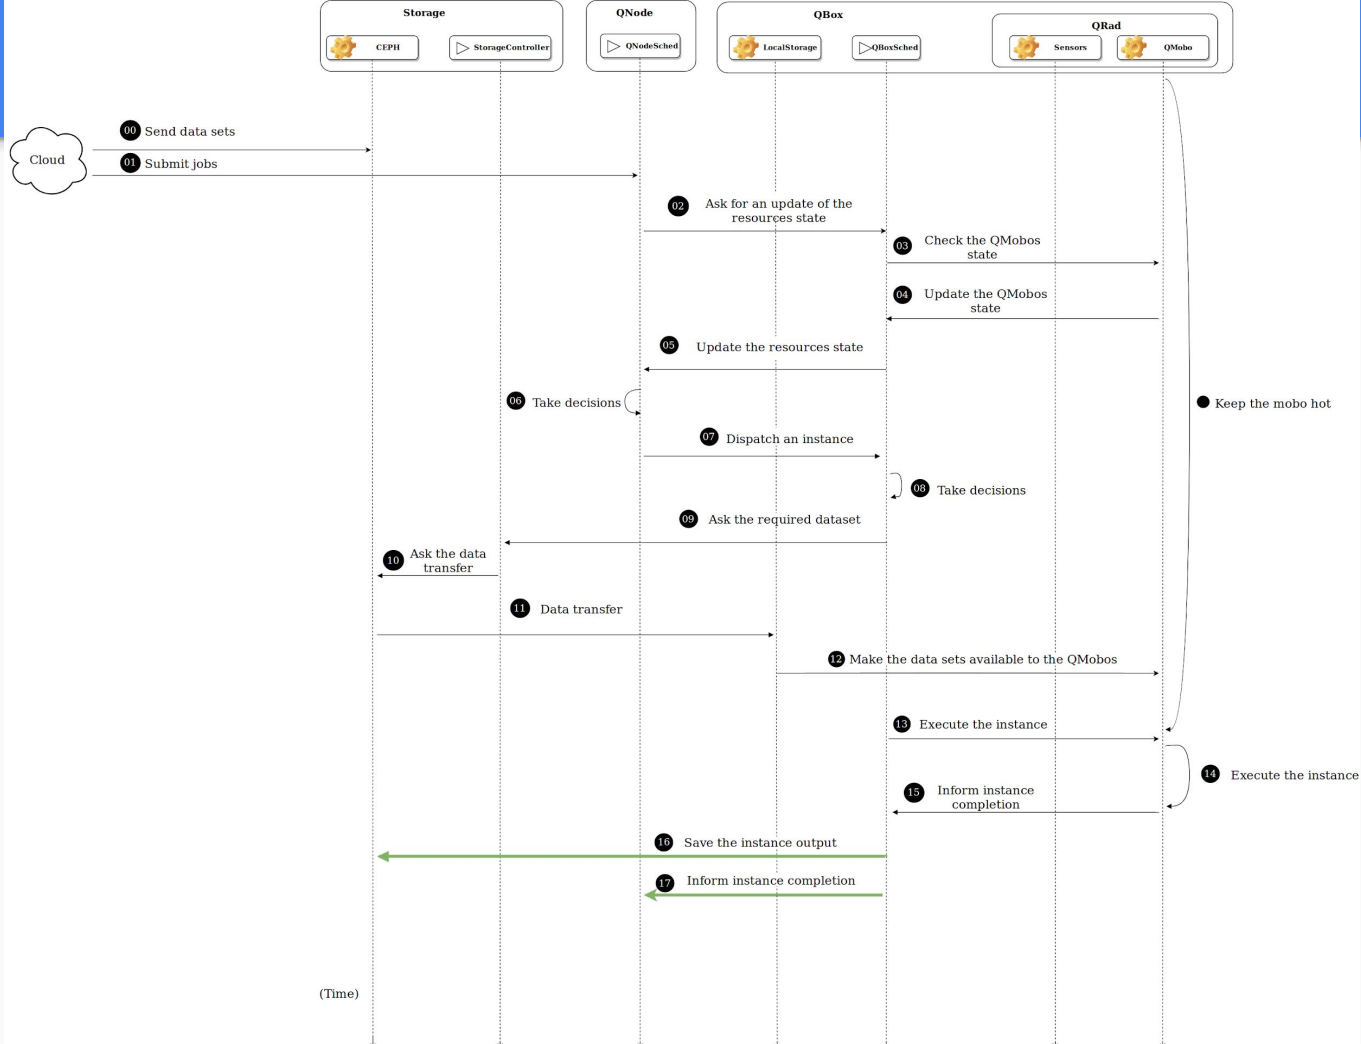 Storage
QNode
QBox
QRad
CEPH
StorageController
QNodeSched
LocalStorage
QBoxSched
Sensors
QMobo
Cloud
00 Send data sets
01 Submit jobs
02 Ask for an update of the
resources state
03 Check the QMobos
state
04 Update the QMobos
state
05 Update the resources state
06 Take decisions
Keep the mobo hot
07 Dispatch an instance
08 Take decisions
09 Ask the required dataset
10 Ask the data
transfer
11 Data transfer
12 Make the data sets available to the QMobos
13 Execute the instance
14 Execute the instance
15 Inform instance
completion
16 Save the instance output
17 Inform instance completion
(Time)